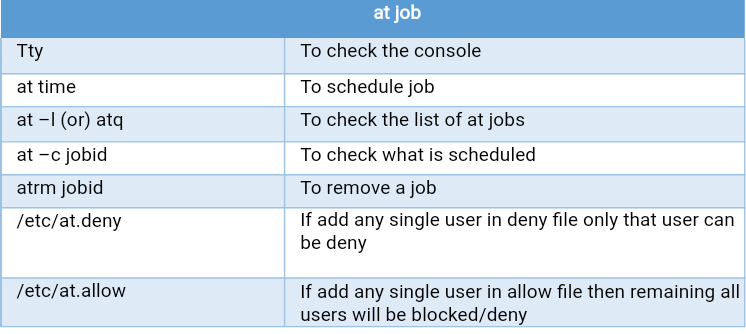 at job
Tty To check the console
at time To schedule job
at –l (or) atq To check the list of at jobs
at –c jobid To check what is scheduled
atrm jobid To remove a job
/etc/at.deny If add any single user in deny file only that user can
be deny
/etc/at.allow If add any single user in allow file then remaining all
users will be blocked/deny